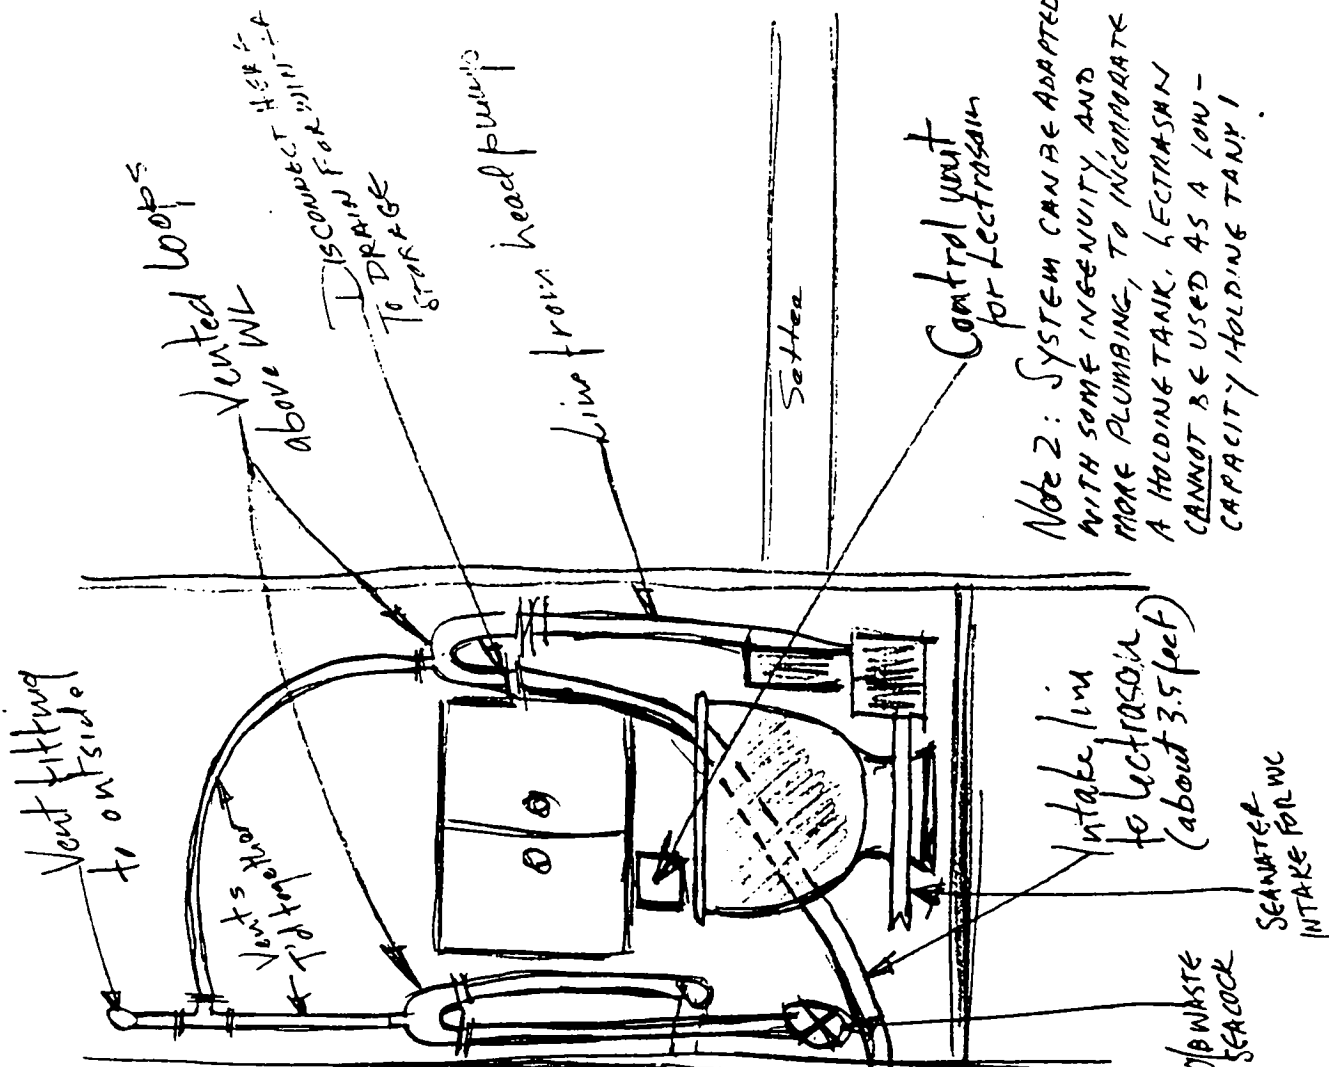 Vent fitting
to outside
Vents
T'd together
Vented loops
above WL
DISCONNECT HERE
TO DRAIN FOR WINTER
STORAGE
Line from head pump
Settee
Control unit
for Lectrasan
Note 2: SYSTEM CAN BE ADAPTED
WITH SOME INGENUITY, AND
MORE PLUMBING, TO INCORPORATE
A HOLDING TANK. LECTRASAN
CANNOT BE USED AS A LOW-
CAPACITY HOLDING TANK!
Intake line
to Lectrasan
(about 3.5 feet)
SEAWATER
INTAKE FOR WC
O/B WASTE
SEACOCK